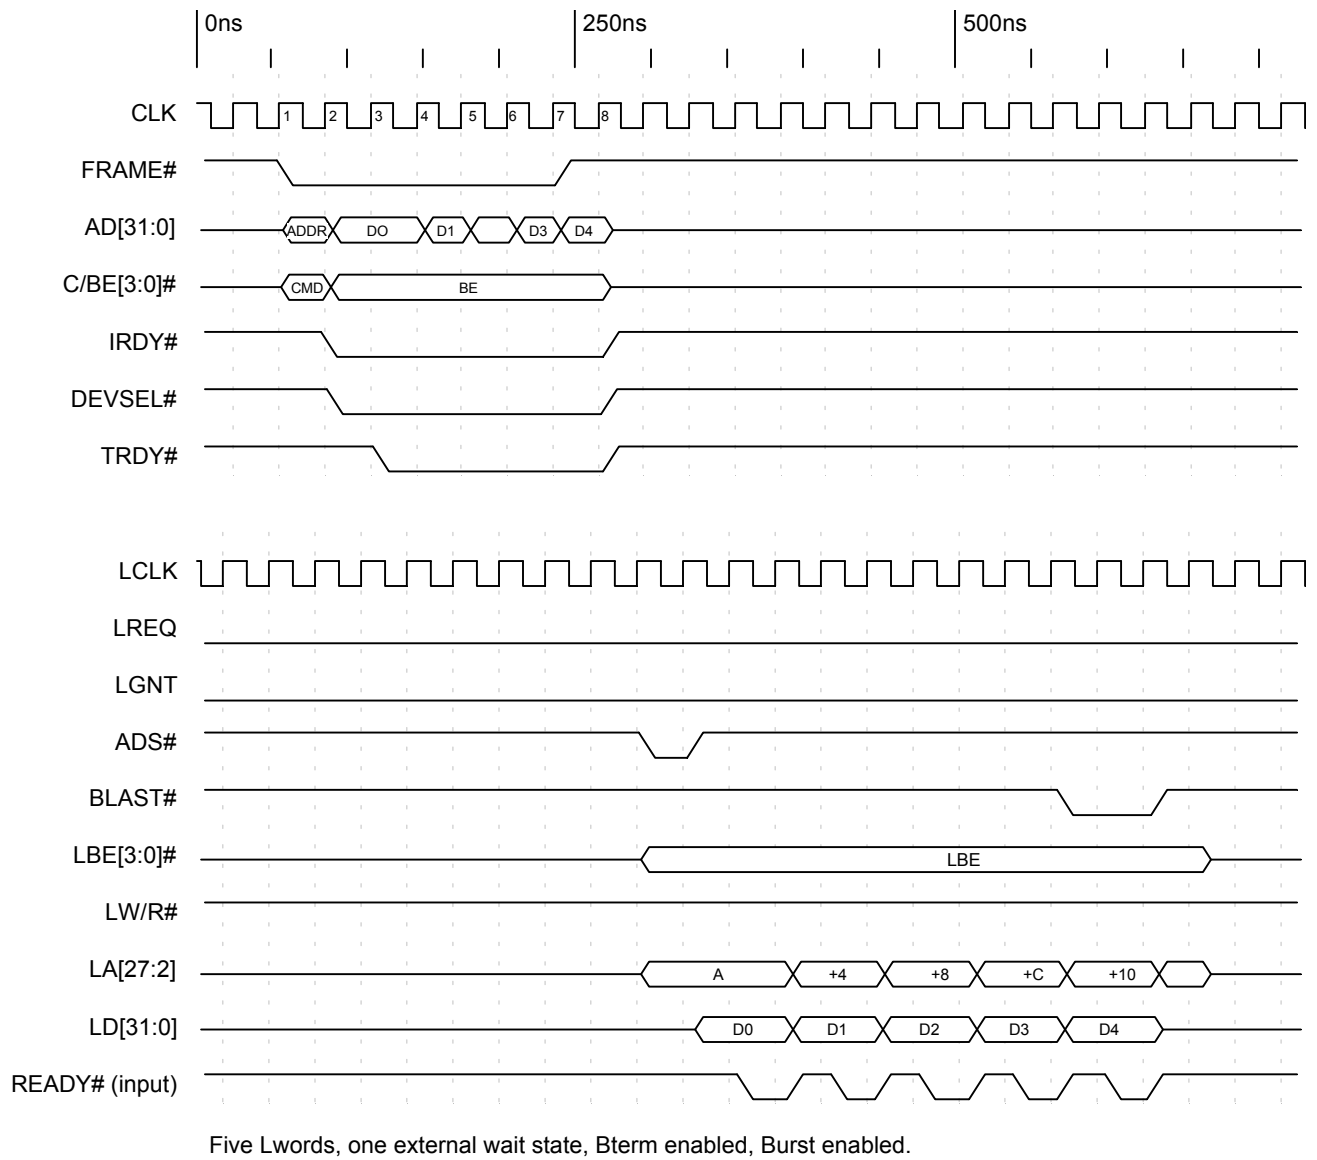 0ns 250ns 500ns
CLK 1 2 3 4 5 6 7 8
FRAME#
AD[31:0] ADDR DO D1 D3 D4
C/BE[3:0]# CMD BE
IRDY#
DEVSEL#
TRDY#
LCLK
LREQ
LGNT
ADS#
BLAST#
LBE[3:0]# LBE
LW/R#
LA[27:2] A +4 +8 +C +10
LD[31:0] D0 D1 D2 D3 D4
READY# (input)
Five Lwords, one external wait state, Bterm enabled, Burst enabled.